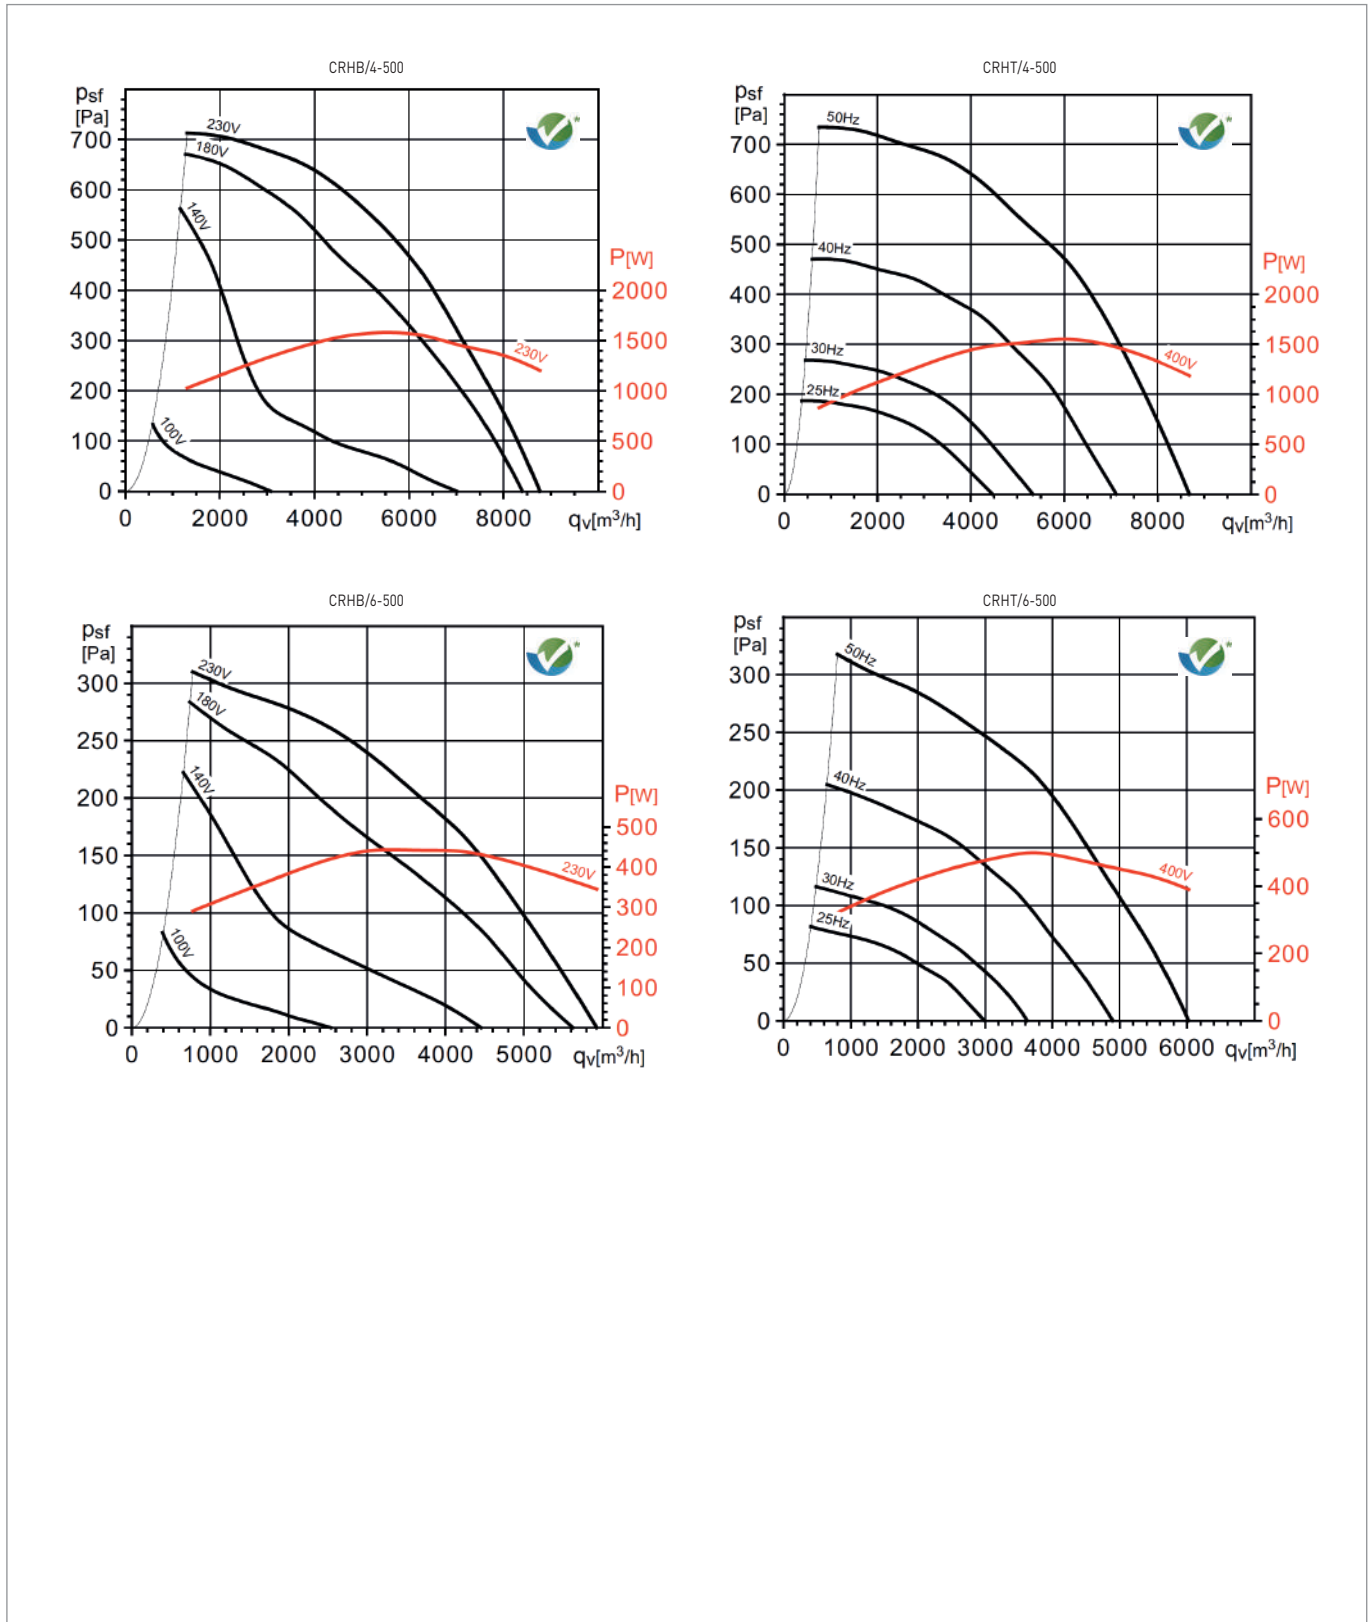 CRHB/4-500
psf
[Pa]
700
600
500
400
300
200
100
0
0 2000 4000 6000 8000 qv[m³/h]
230V
180V
140V
100V
230V
P[W]
2000
1500
1000
500
0
*
CRHT/4-500
psf
[Pa]
700
600
500
400
300
200
100
0
0 2000 4000 6000 8000 qv[m³/h]
50Hz
40Hz
30Hz
25Hz
400V
P[W]
2000
1500
1000
500
0
*
CRHB/6-500
psf
[Pa]
300
250
200
150
100
50
0
0 1000 2000 3000 4000 5000 qv[m³/h]
230V
180V
140V
100V
230V
P[W]
500
400
300
200
100
0
*
CRHT/6-500
psf
[Pa]
300
250
200
150
100
50
0
0 1000 2000 3000 4000 5000 6000 qv[m³/h]
50Hz
40Hz
30Hz
25Hz
400V
P[W]
600
400
200
0
*